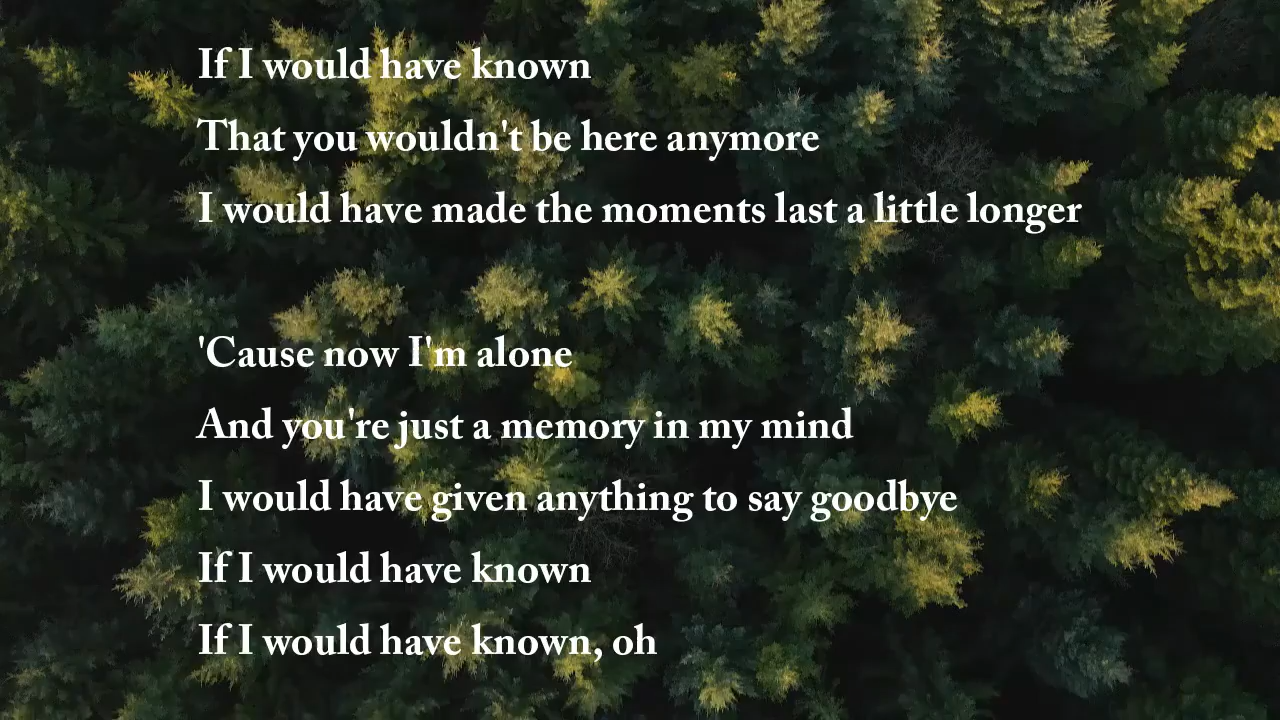 If I would have known
That you wouldn't be here anymore
I would have made the moments last a little longer
'Cause now I'm alone
And you're just a memory in my mind
I would have given anything to say goodbye
If I would have known
If I would have known, oh